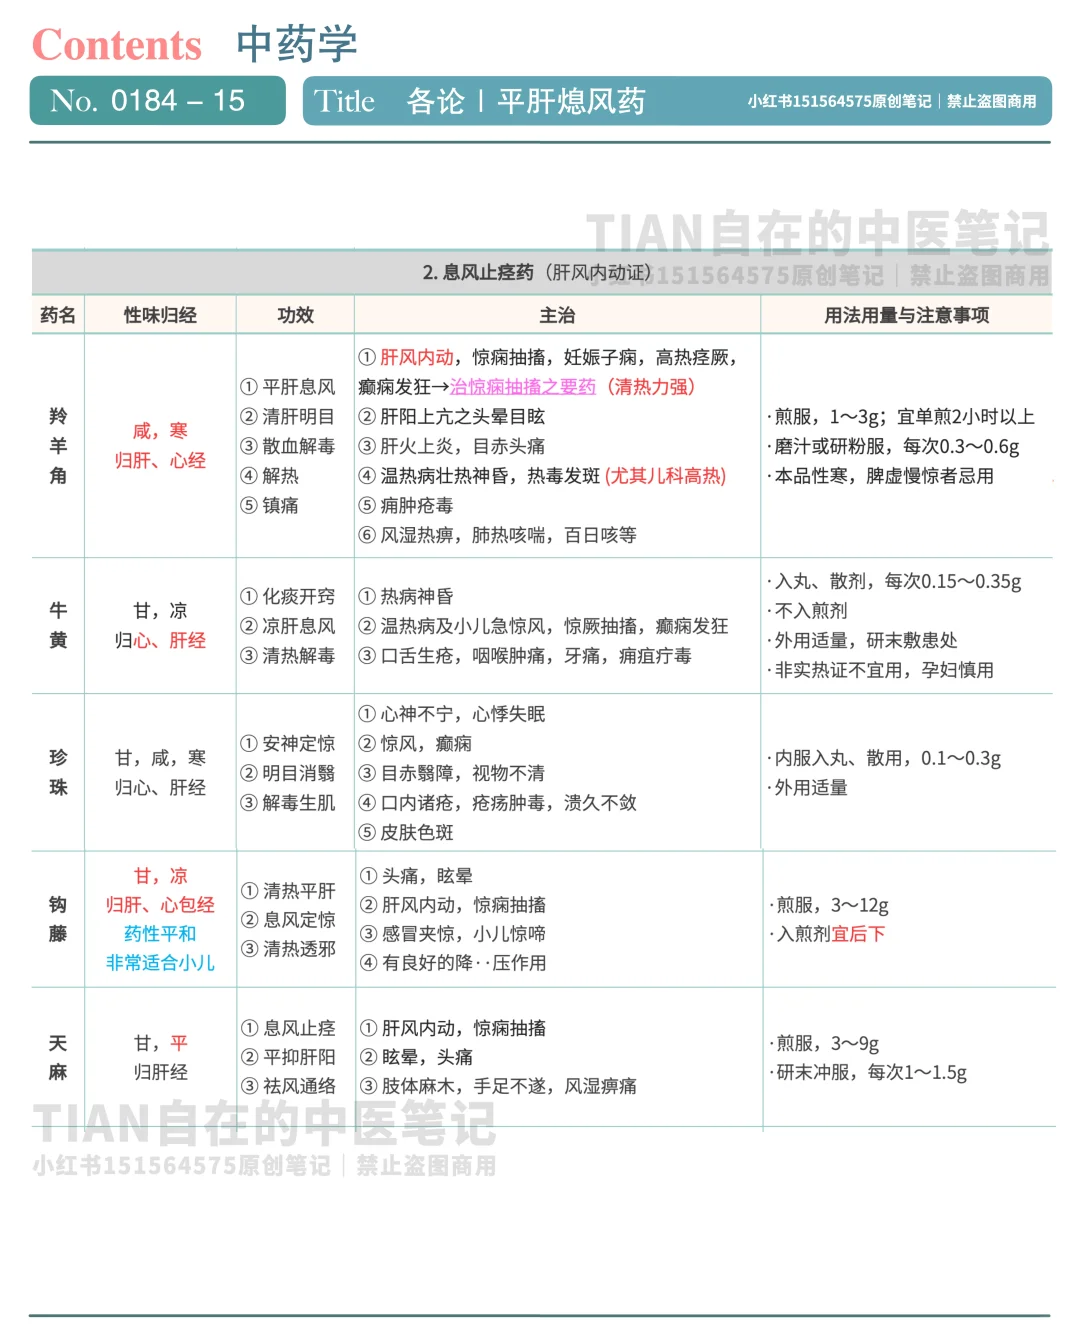 Contents 中药学
No. 0184 – 15
Title 各论 | 平肝熄风药 小红书151564575原创笔记｜禁止盗图商用
TIAN自在的中医笔记
小红书151564575原创笔记｜禁止盗图商用
2. 息风止痉药（肝风内动证）
药名 性味归经 功效 主治 用法用量与注意事项
羚
羊
角
咸，寒
归肝、心经
① 平肝息风
② 清肝明目
③ 散血解毒
④ 解热
⑤ 镇痛
① 肝风内动，惊痫抽搐，妊娠子痫，高热痉厥，
癫痫发狂→治惊痫抽搐之要药（清热力强）
② 肝阳上亢之头晕目眩
③ 肝火上炎，目赤头痛
④ 温热病壮热神昏，热毒发斑 (尤其儿科高热)
⑤ 痈肿疮毒
⑥ 风湿热痹，肺热咳喘，百日咳等
·煎服，1～3g；宜单煎2小时以上
·磨汁或研粉服，每次0.3～0.6g
·本品性寒，脾虚慢惊者忌用
牛
黄
甘，凉
归心、肝经
① 化痰开窍
② 凉肝息风
③ 清热解毒
① 热病神昏
② 温热病及小儿急惊风，惊厥抽搐，癫痫发狂
③ 口舌生疮，咽喉肿痛，牙痛，痈疽疔毒
·入丸、散剂，每次0.15～0.35g
·不入煎剂
·外用适量，研末敷患处
·非实热证不宜用，孕妇慎用
珍
珠
甘，咸，寒
归心、肝经
① 安神定惊
② 明目消翳
③ 解毒生肌
① 心神不宁，心悸失眠
② 惊风，癫痫
③ 目赤翳障，视物不清
④ 口内诸疮，疮疡肿毒，溃久不敛
⑤ 皮肤色斑
·内服入丸、散用，0.1～0.3g
·外用适量
钩
藤
甘，凉
归肝、心包经
药性平和
非常适合小儿
① 清热平肝
② 息风定惊
③ 清热透邪
① 头痛，眩晕
② 肝风内动，惊痫抽搐
③ 感冒夹惊，小儿惊啼
④ 有良好的降··压作用
·煎服，3～12g
·入煎剂宜后下
天
麻
甘，平
归肝经
① 息风止痉
② 平抑肝阳
③ 祛风通络
① 肝风内动，惊痫抽搐
② 眩晕，头痛
③ 肢体麻木，手足不遂，风湿痹痛
·煎服，3～9g
·研末冲服，每次1～1.5g
TIAN自在的中医笔记
小红书151564575原创笔记｜禁止盗图商用